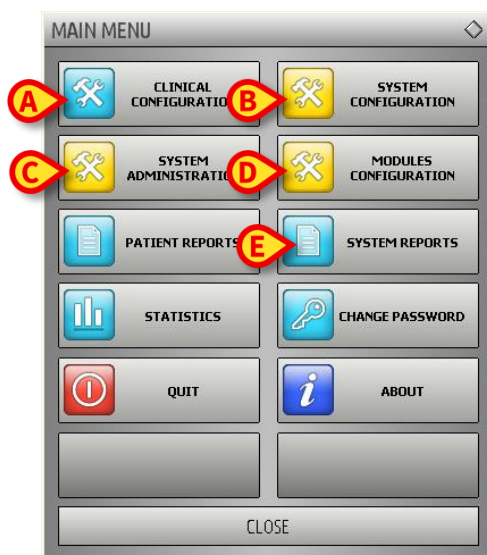 MAIN MENU
A
CLINICAL
CONFIGURATION
B
SYSTEM
CONFIGURATION
C
SYSTEM
ADMINISTRATIO
D
MODULES
CONFIGURATION
PATIENT REPORTS
E
SYSTEM REPORTS
STATISTICS
CHANGE PASSWORD
QUIT
i
ABOUT
CLOSE